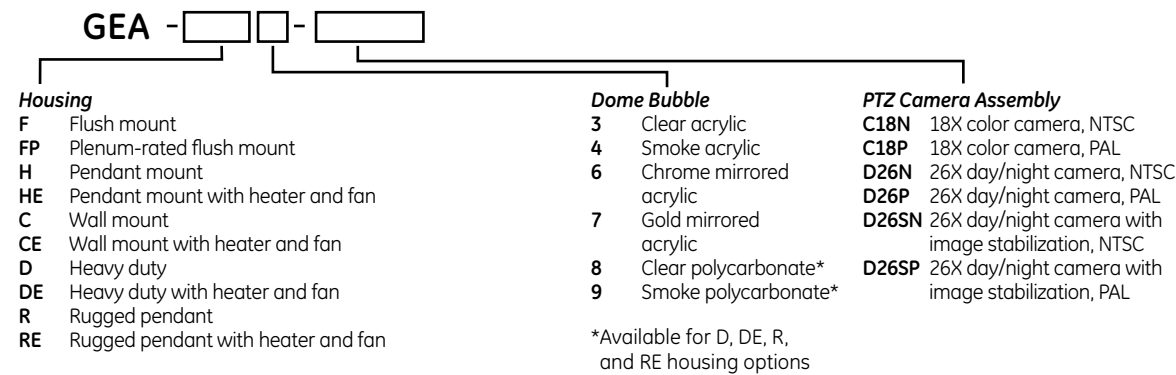 GEA - -
Housing
F Flush mount
FP Plenum-rated flush mount
H Pendant mount
HE Pendant mount with heater and fan
C Wall mount
CE Wall mount with heater and fan
D Heavy duty
DE Heavy duty with heater and fan
R Rugged pendant
RE Rugged pendant with heater and fan
Dome Bubble
3 Clear acrylic
4 Smoke acrylic
6 Chrome mirrored
acrylic
7 Gold mirrored
acrylic
8 Clear polycarbonate*
9 Smoke polycarbonate*
*Available for D, DE, R,
and RE housing options
PTZ Camera Assembly
C18N 18X color camera, NTSC
C18P 18X color camera, PAL
D26N 26X day/night camera, NTSC
D26P 26X day/night camera, PAL
D26SN 26X day/night camera with
image stabilization, NTSC
D26SP 26X day/night camera with
image stabilization, PAL